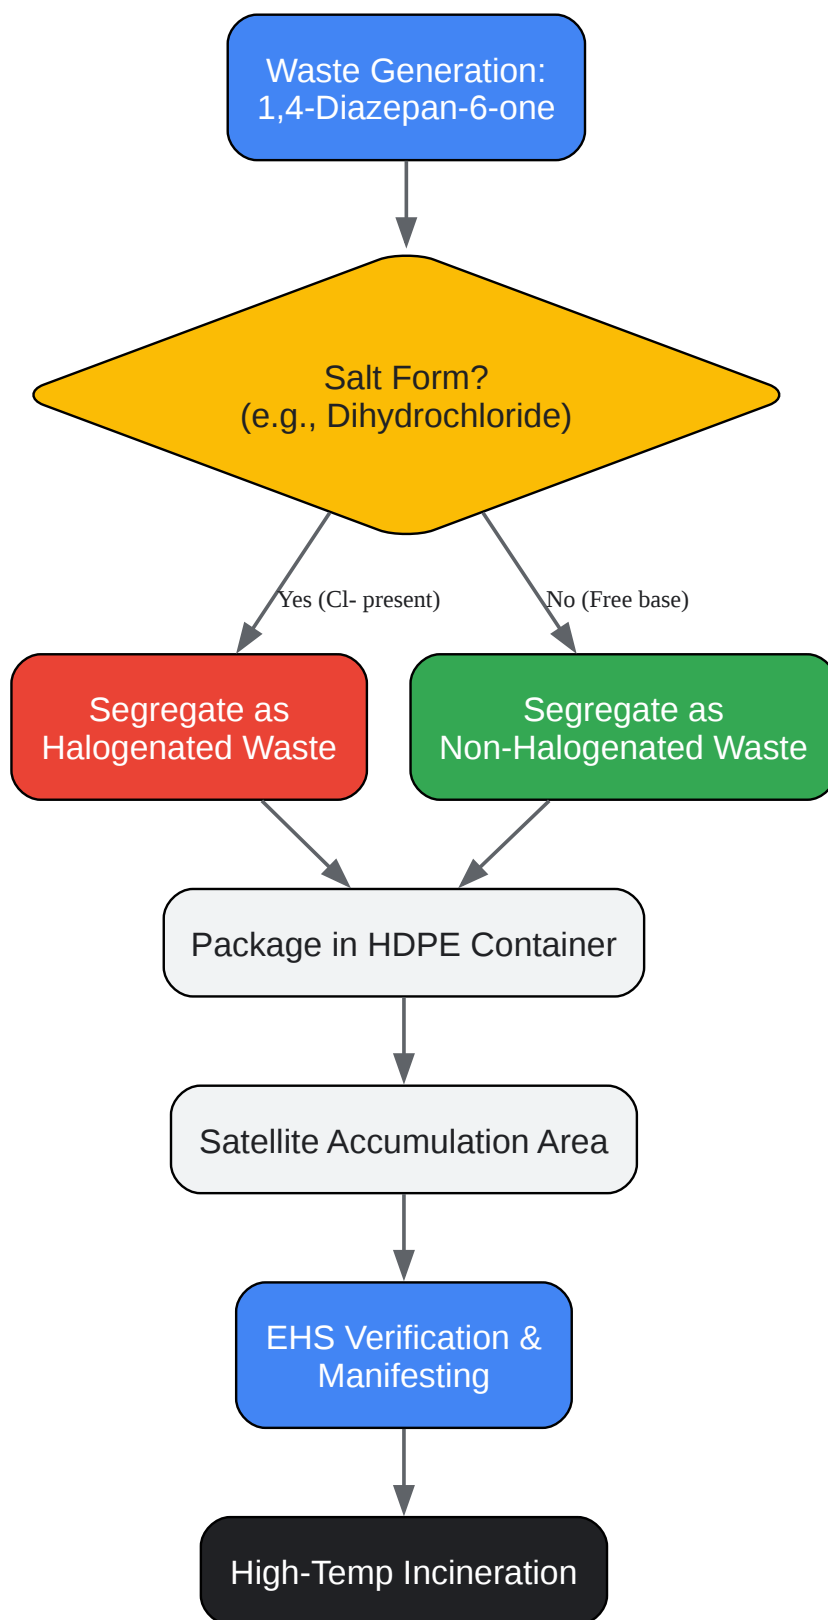 Waste Generation:
1,4-Diazepan-6-one
Salt Form?
(e.g., Dihydrochloride)
Yes (Cl- present)
No (Free base)
Segregate as
Halogenated Waste
Segregate as
Non-Halogenated Waste
Package in HDPE Container
Satellite Accumulation Area
EHS Verification &
Manifesting
High-Temp Incineration